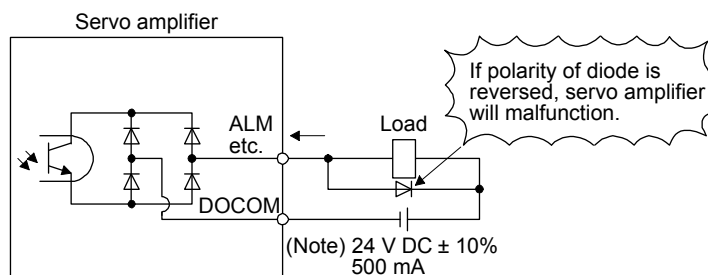 Servo amplifier
If polarity of diode is
reversed, servo amplifier
will malfunction.
ALM
etc.
Load
DOCOM
(Note) 24 V DC ± 10%
500 mA